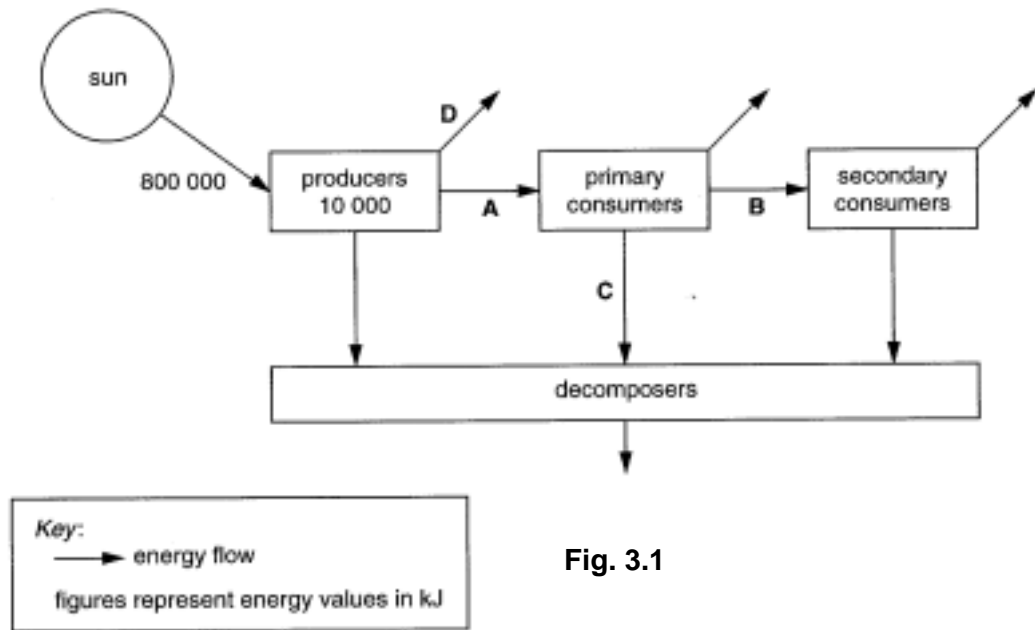 sun
800 000
D
producers
10 000
A
primary
consumers
B
secondary
consumers
C
decomposers
Key:
energy flow
figures represent energy values in kJ
Fig. 3.1